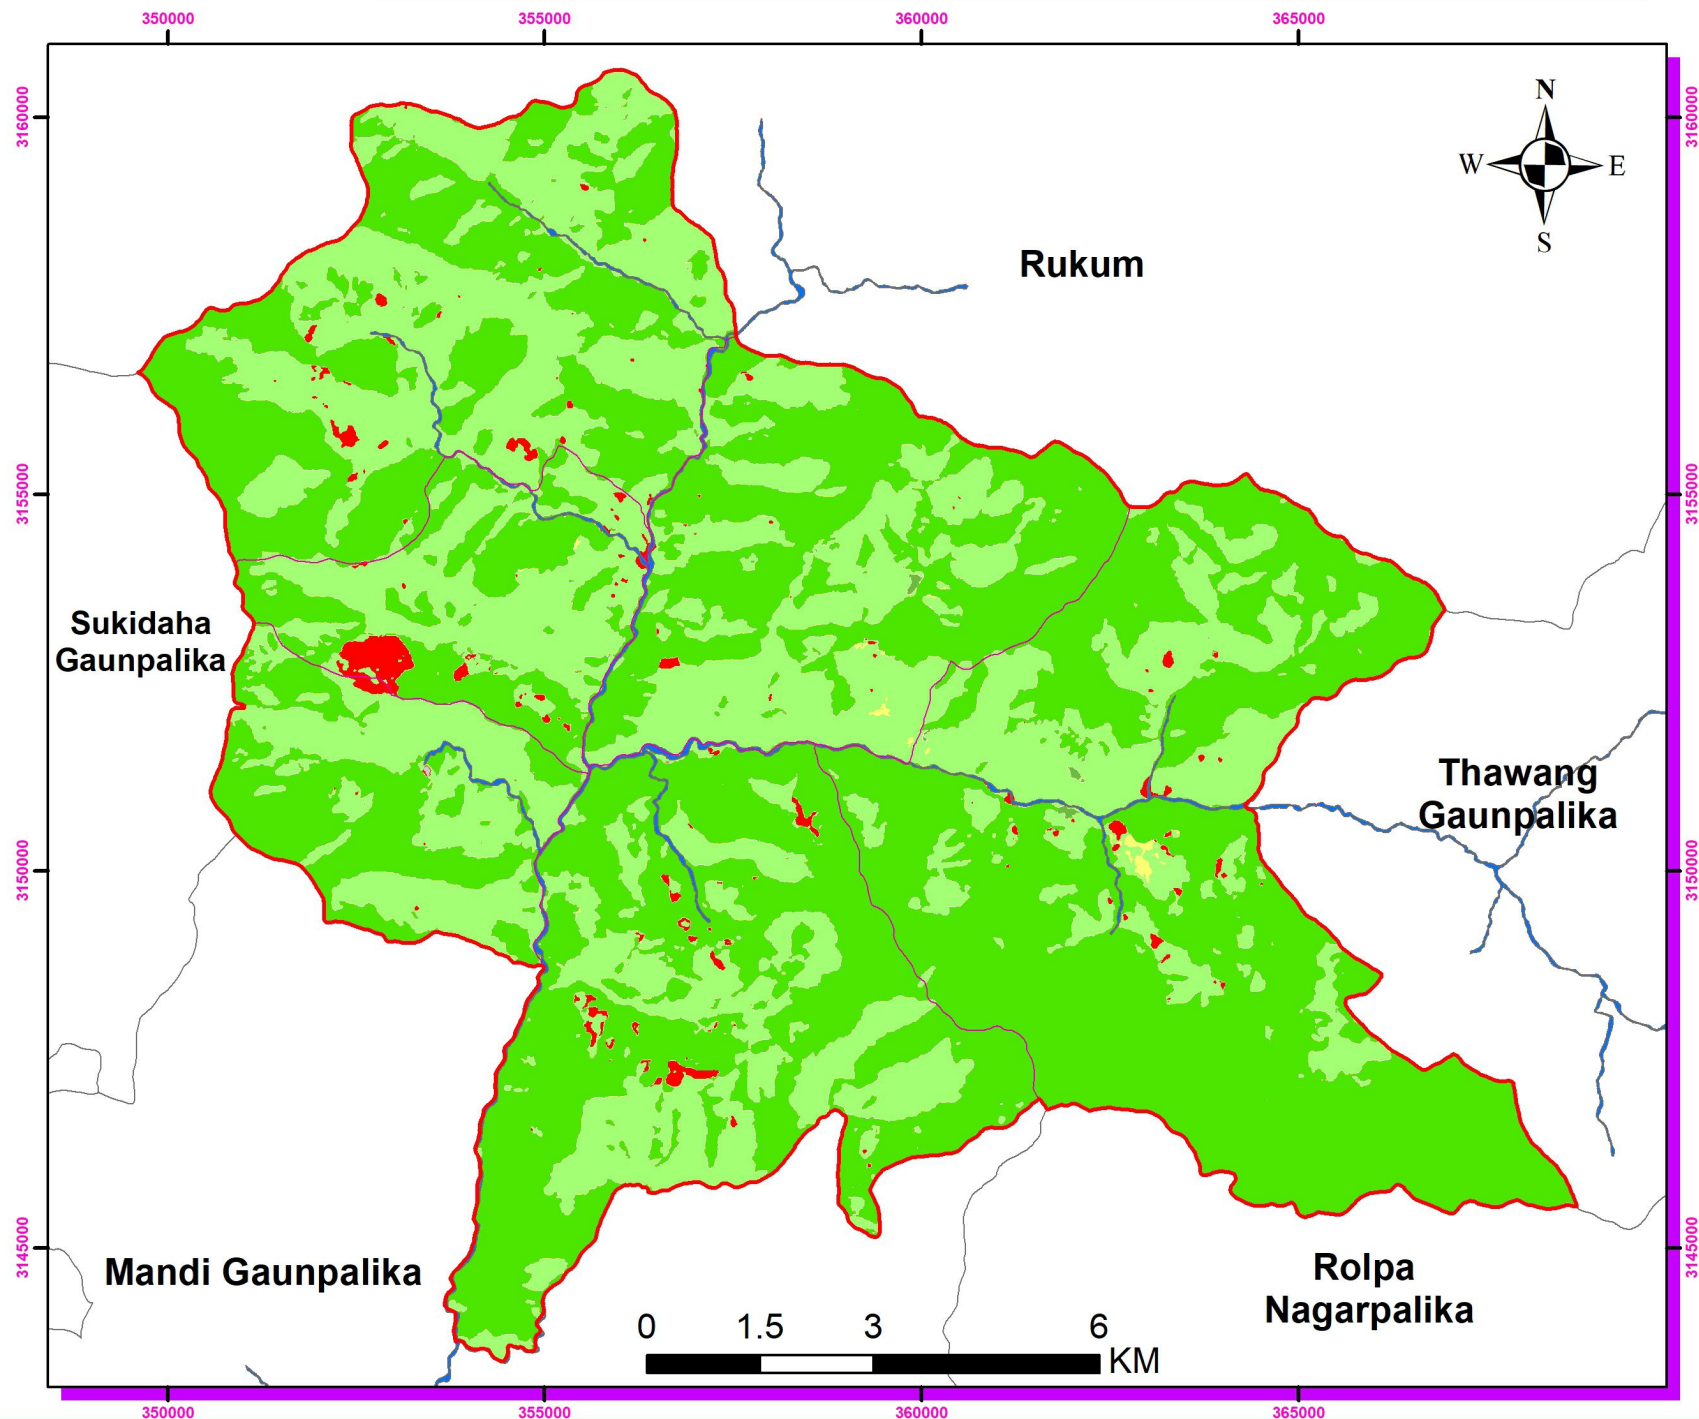 350000 355000 360000 365000
3160000
3160000
N
W E
S
Rukum
3155000
3155000
Sukidaha
Gaunpalika
Thawang
Gaunpalika
3150000
3150000
3145000
3145000
Mandi Gaunpalika
Rolpa
Nagarpalika
0 1.5 3 6
KM
350000 355000 360000 365000